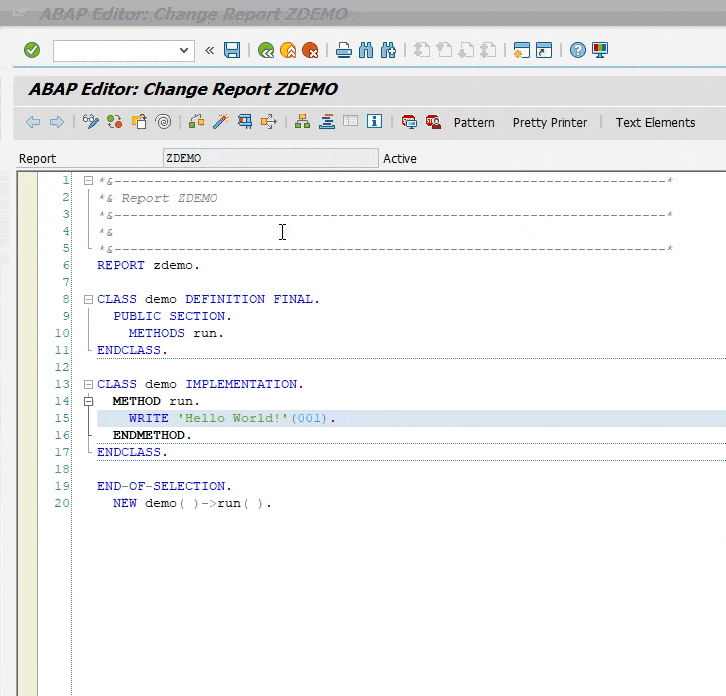 ABAP Editor: Change Report ZDEMO
ABAP Editor: Change Report ZDEMO
Pattern Pretty Printer Text Elements
Report ZDEMO Active
1 *&---------------------------------------------------------------------*
2 *& Report ZDEMO
3 *&---------------------------------------------------------------------*
4 *&
5 *&---------------------------------------------------------------------*
6 REPORT zdemo.
7
8 CLASS demo DEFINITION FINAL.
9 PUBLIC SECTION.
10 METHODS run.
11 ENDCLASS.
12
13 CLASS demo IMPLEMENTATION.
14 METHOD run.
15 WRITE 'Hello World!'(001).
16 ENDMETHOD.
17 ENDCLASS.
18
19 END-OF-SELECTION.
20 NEW demo( )->run( ).